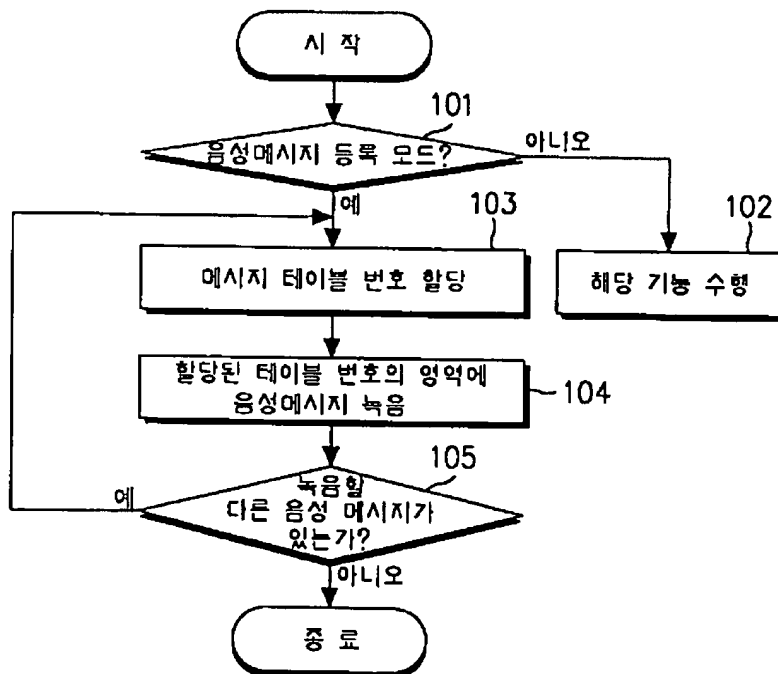 시 작
101
음성메시지 등록 모드?
아니오
예
103
102
메시지 테이블 번호 할당
해당 기능 수행
할당된 테이블 번호의 영역에
음성메시지 녹음
104
105
녹음할
다른 음성 메시지가
있는가?
예
아니오
종 료